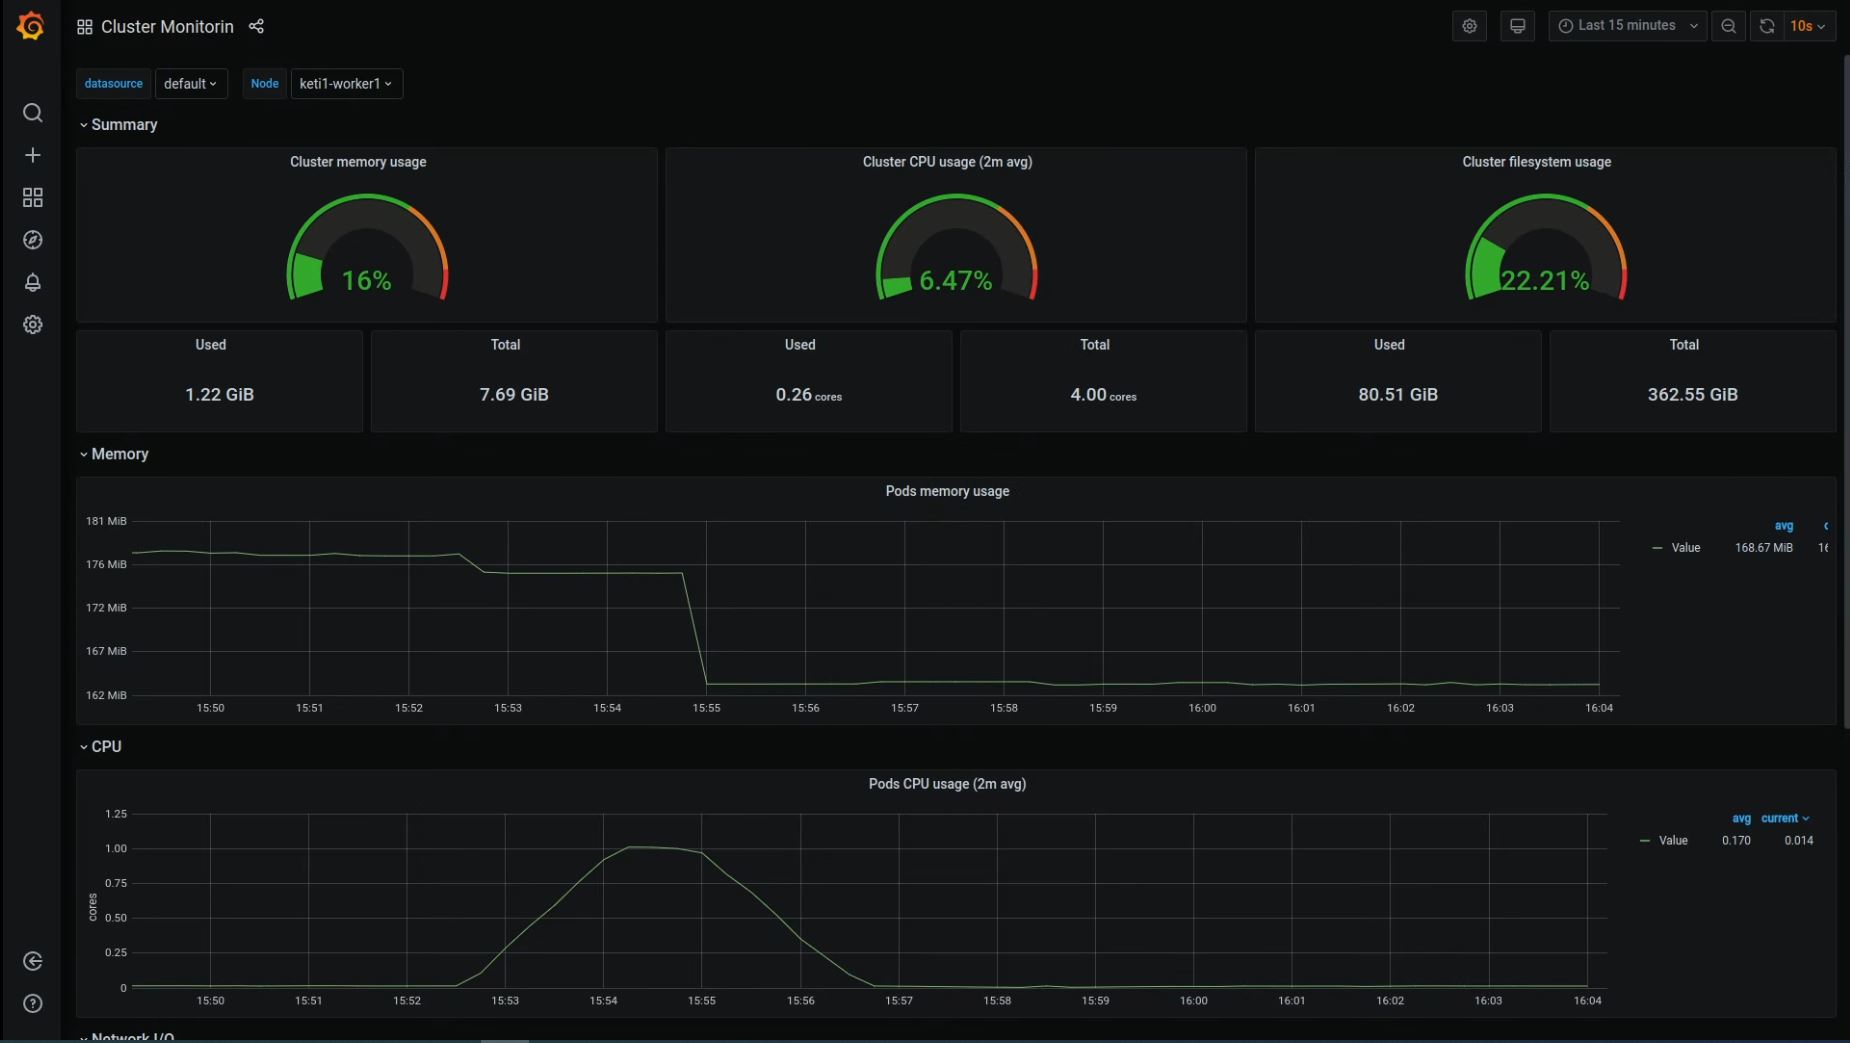 Cluster Monitorin
Last 15 minutes
10s
datasource default Node keti1-worker1
Summary
Cluster memory usage
16%
Cluster CPU usage (2m avg)
6.47%
Cluster filesystem usage
22.21%
Used
1.22 GiB
Total
7.69 GiB
Used
0.26 cores
Total
4.00 cores
Used
80.51 GiB
Total
362.55 GiB
Memory
Pods memory usage
181 MiB
176 MiB
172 MiB
167 MiB
162 MiB
15:50 15:51 15:52 15:53 15:54 15:55 15:56 15:57 15:58 15:59 16:00 16:01 16:02 16:03 16:04
avg
Value 168.67 MiB
CPU
Pods CPU usage (2m avg)
cores
1.25
1.00
0.75
0.50
0.25
0
15:50 15:51 15:52 15:53 15:54 15:55 15:56 15:57 15:58 15:59 16:00 16:01 16:02 16:03 16:04
avg current
Value 0.170 0.014
Network I/O